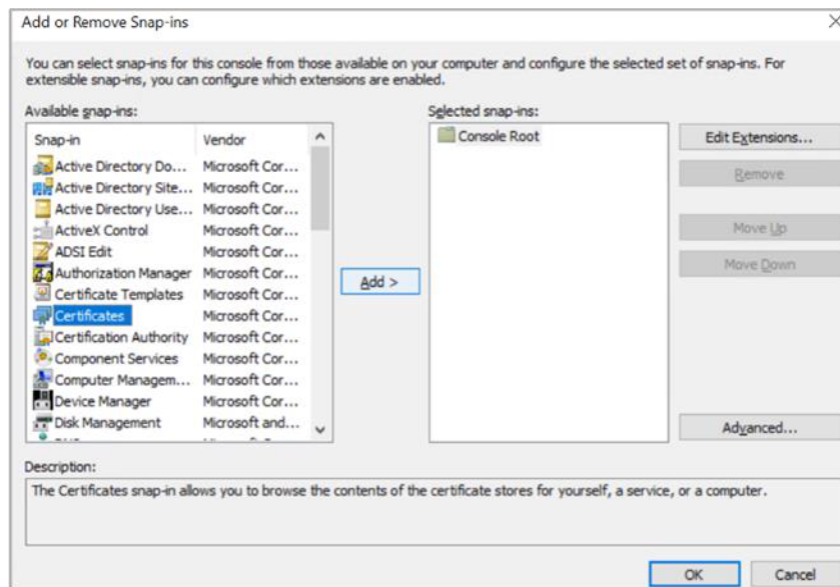 Add or Remove Snap-ins
You can select snap-ins for this console from those available on your computer and configure the selected set of snap-ins. For
extensible snap-ins, you can configure which extensions are enabled.
Available snap-ins:
Selected snap-ins:
Snap-in Vendor
Console Root
Edit Extensions...
Active Directory Do... Microsoft Cor...
Remove
Active Directory Site... Microsoft Cor...
Active Directory Use... Microsoft Cor...
ActiveX Control Microsoft Cor...
Move Up
ADSI Edit Microsoft Cor...
Move Down
Authorization Manager Microsoft Cor...
Add >
Certificate Templates Microsoft Cor...
Certificates Microsoft Cor...
Certification Authority Microsoft Cor...
Component Services Microsoft Cor...
Computer Managem... Microsoft Cor...
Device Manager Microsoft Cor...
Disk Management Microsoft and...
Advanced...
Description:
The Certificates snap-in allows you to browse the contents of the certificate stores for yourself, a service, or a computer.
OK
Cancel